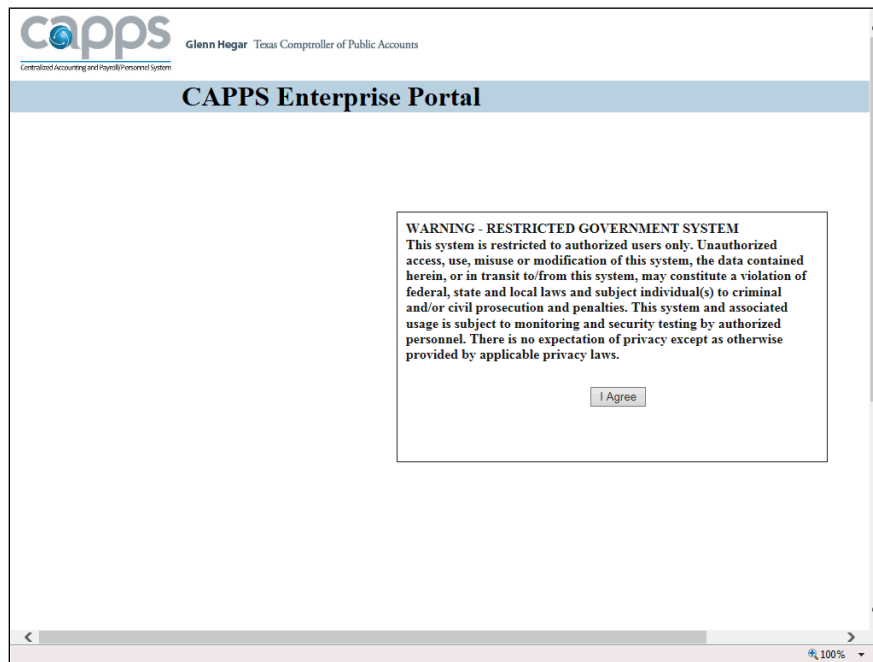 capps
Glenn Hegar Texas Comptroller of Public Accounts
Centralized Accounting and Payroll/Personnel System
CAPPS Enterprise Portal
WARNING - RESTRICTED GOVERNMENT SYSTEM
This system is restricted to authorized users only. Unauthorized
access, use, misuse or modification of this system, the data contained
herein, or in transit to/from this system, may constitute a violation of
federal, state and local laws and subject individual(s) to criminal
and/or civil prosecution and penalties. This system and associated
usage is subject to monitoring and security testing by authorized
personnel. There is no expectation of privacy except as otherwise
provided by applicable privacy laws.
I Agree
100%